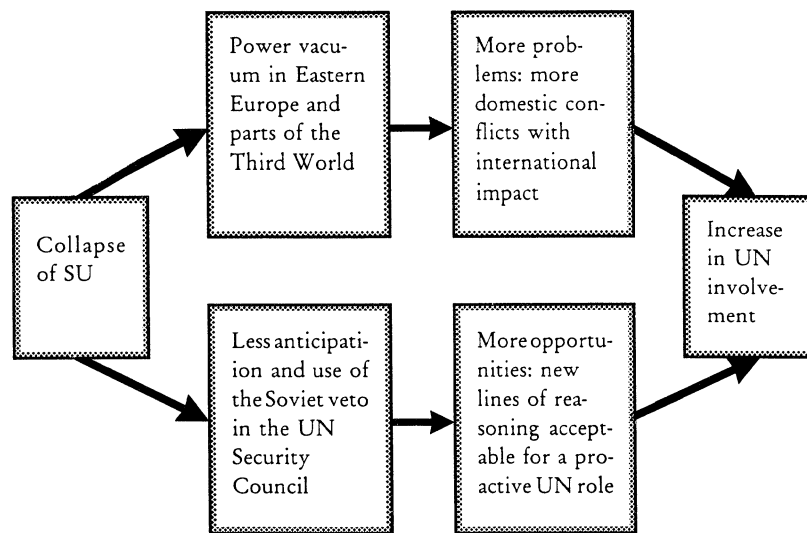 Power vacu-
um in Eastern
Europe and
parts of the
Third World
More prob-
lems: more
domestic con-
flicts with
international
impact
Collapse
of SU
Increase
in UN
involve-
ment
Less anticipati-
on and use of
the Soviet veto
in the UN
Security
Council
More opportu-
nities: new
lines of rea-
soning accept-
able for a pro-
active UN role